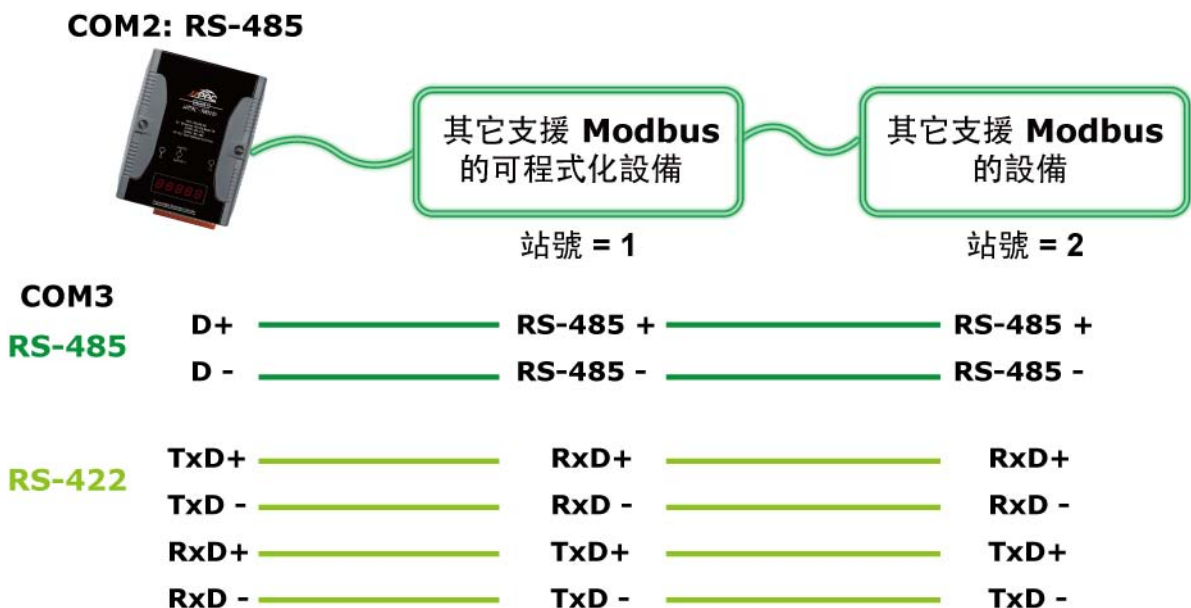 COM2: RS-485
其它支援 Modbus
的可程式化設備
其它支援 Modbus
的設備
站號 = 1
站號 = 2
COM3
RS-485
D+ RS-485 + RS-485 +
D - RS-485 - RS-485 -
RS-422
TxD+ RxD+ RxD+
TxD - RxD - RxD -
RxD+ TxD+ TxD+
RxD - TxD - TxD -